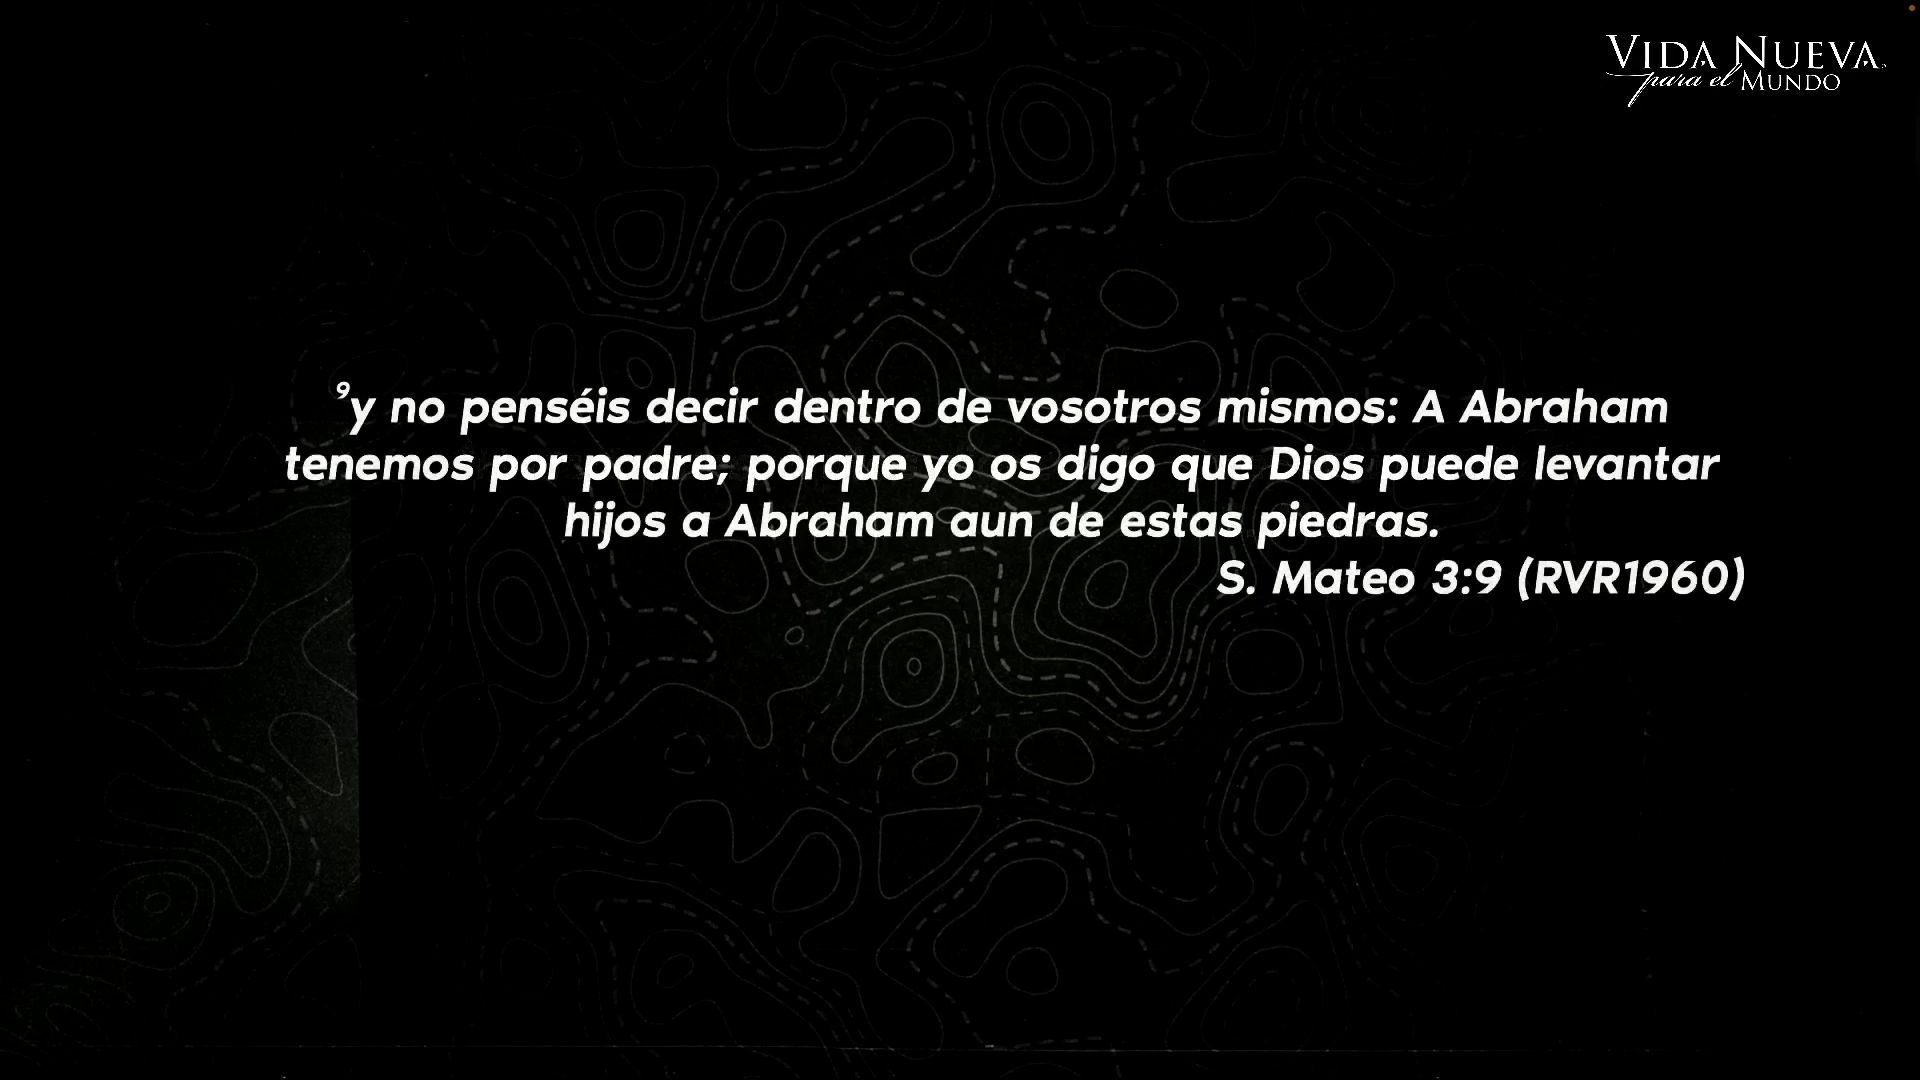 VIDA NUEVA
para el MUNDO
⁹y no penséis decir dentro de vosotros mismos: A Abraham
tenemos por padre; porque yo os digo que Dios puede levantar
hijos a Abraham aun de estas piedras.
S. Mateo 3:9 (RVR1960)